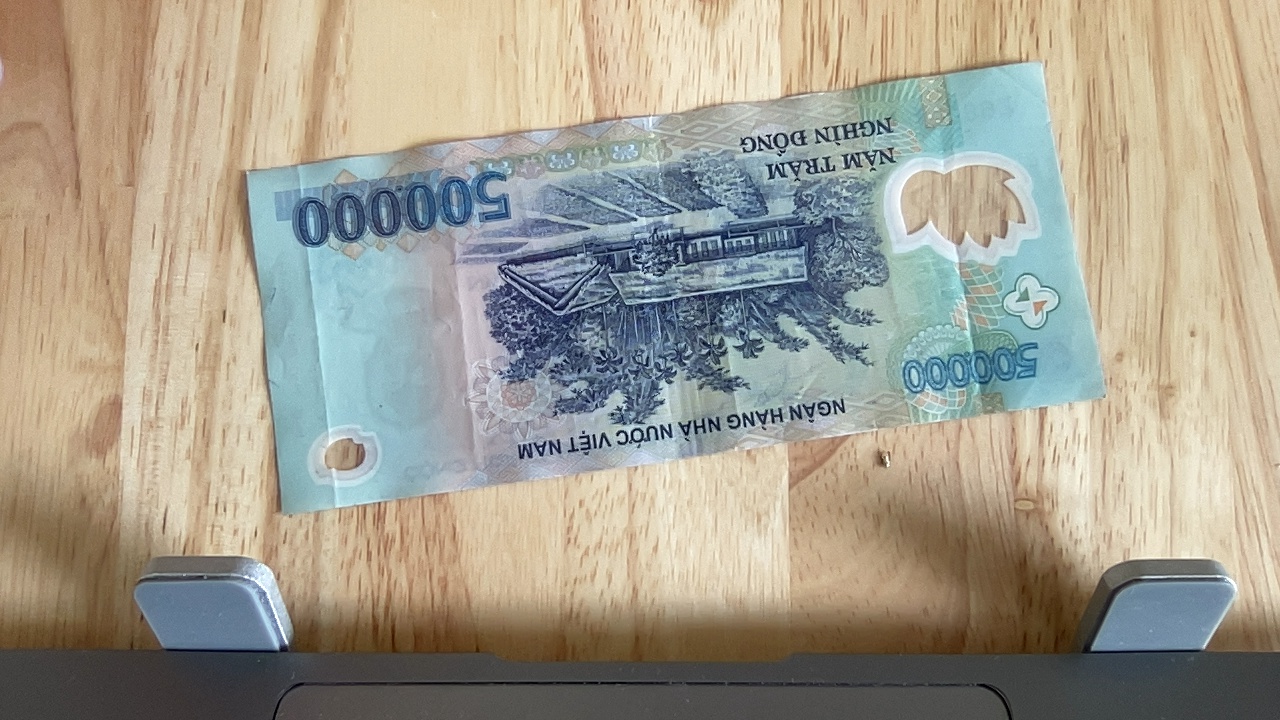 NGÂN HÀNG NHÀ NƯỚC VIỆT NAM
500000
NĂM TRĂM
NGHÌN ĐỒNG
500000